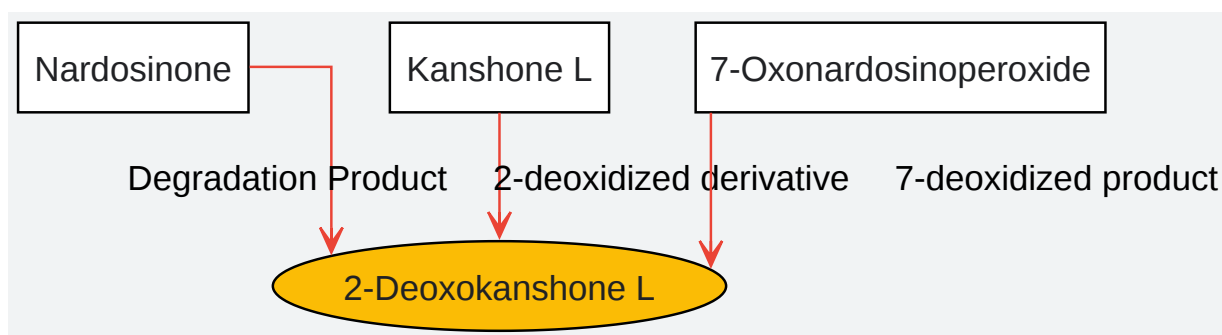 Nardosinone
Kanshone L
7-Oxonardosinoperoxide
Degradation Product
2-deoxidized derivative
7-deoxidized product
2-Deoxokanshone L